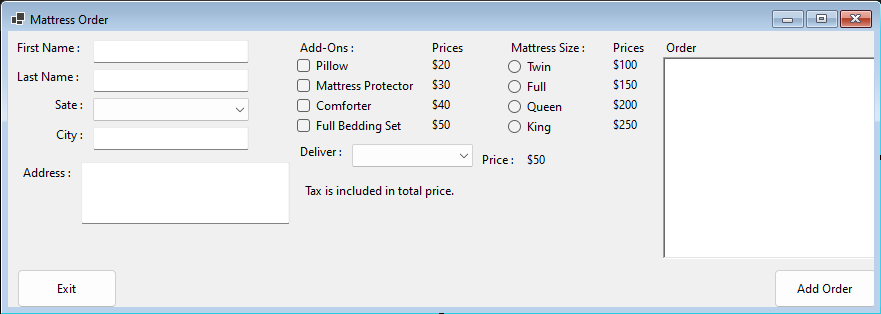 Mattress Order
First Name :
Last Name :
Sate :
City :
Address :
Add-Ons : Prices
Pillow $20
Mattress Protector $30
Comforter $40
Full Bedding Set $50
Deliver : Price : $50
Tax is included in total price.
Mattress Size : Prices
Twin $100
Full $150
Queen $200
King $250
Order
Exit
Add Order